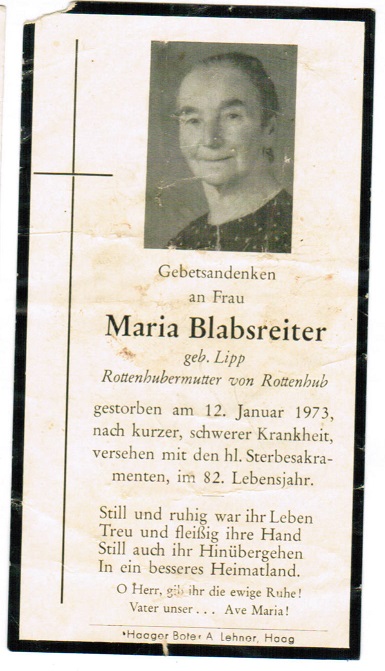 Gebetsandenken
an Frau
Maria Blabsreiter
geb. Lipp
Rottenhubermutter von Rottenhub
gestorben am 12. Januar 1973,
nach kurzer, schwerer Krankheit,
versehen mit den hl. Sterbesakra-
menten, im 82. Lebensjahr.
Still und ruhig war ihr Leben
Treu und fleißig ihre Hand
Still auch ihr Hinübergehen
In ein besseres Heimatland.
O Herr, gib ihr die ewige Ruhe!
Vater unser . . . Ave Maria!
Haager Bote, A. Lehner, Haag